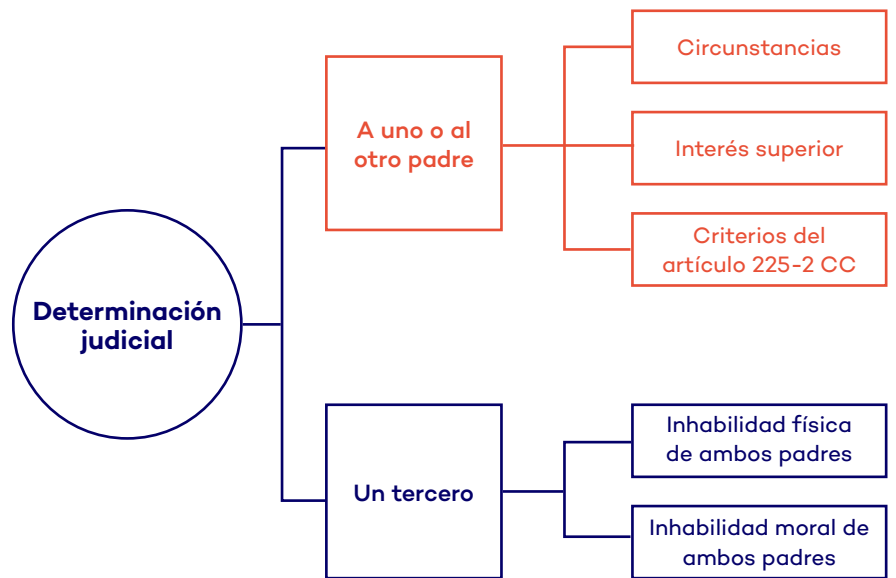 Determinación
judicial
A uno o al
otro padre
Circunstancias
Interés superior
Criterios del
artículo 225-2 CC
Un tercero
Inhabilidad física
de ambos padres
Inhabilidad moral de
ambos padres